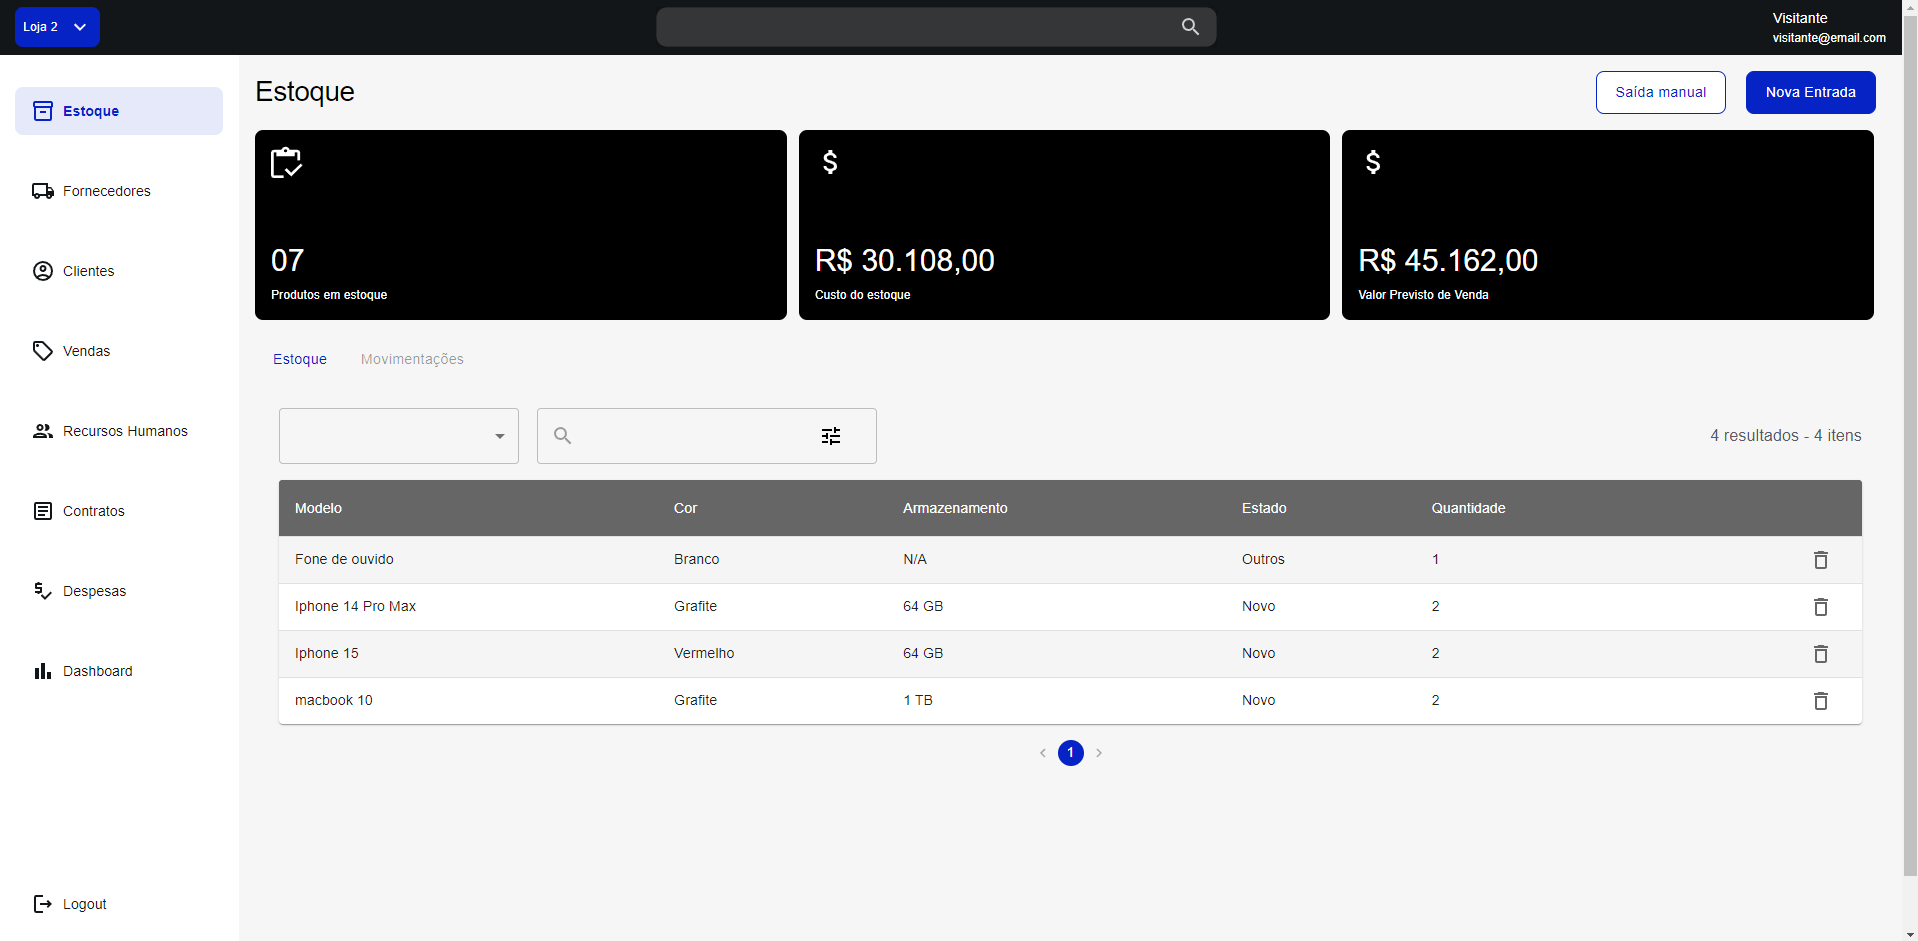 Loja 2
Visitante
visitante@email.com
Estoque
Fornecedores
Clientes
Vendas
Recursos Humanos
Contratos
Despesas
Dashboard
Logout
Estoque
Saída manual
Nova Entrada
07
Produtos em estoque
R$ 30.108,00
Custo do estoque
R$ 45.162,00
Valor Previsto de Venda
Estoque Movimentações
4 resultados - 4 itens
Modelo Cor Armazenamento Estado Quantidade
Fone de ouvido Branco N/A Outros 1
Iphone 14 Pro Max Grafite 64 GB Novo 2
Iphone 15 Vermelho 64 GB Novo 2
macbook 10 Grafite 1 TB Novo 2
1